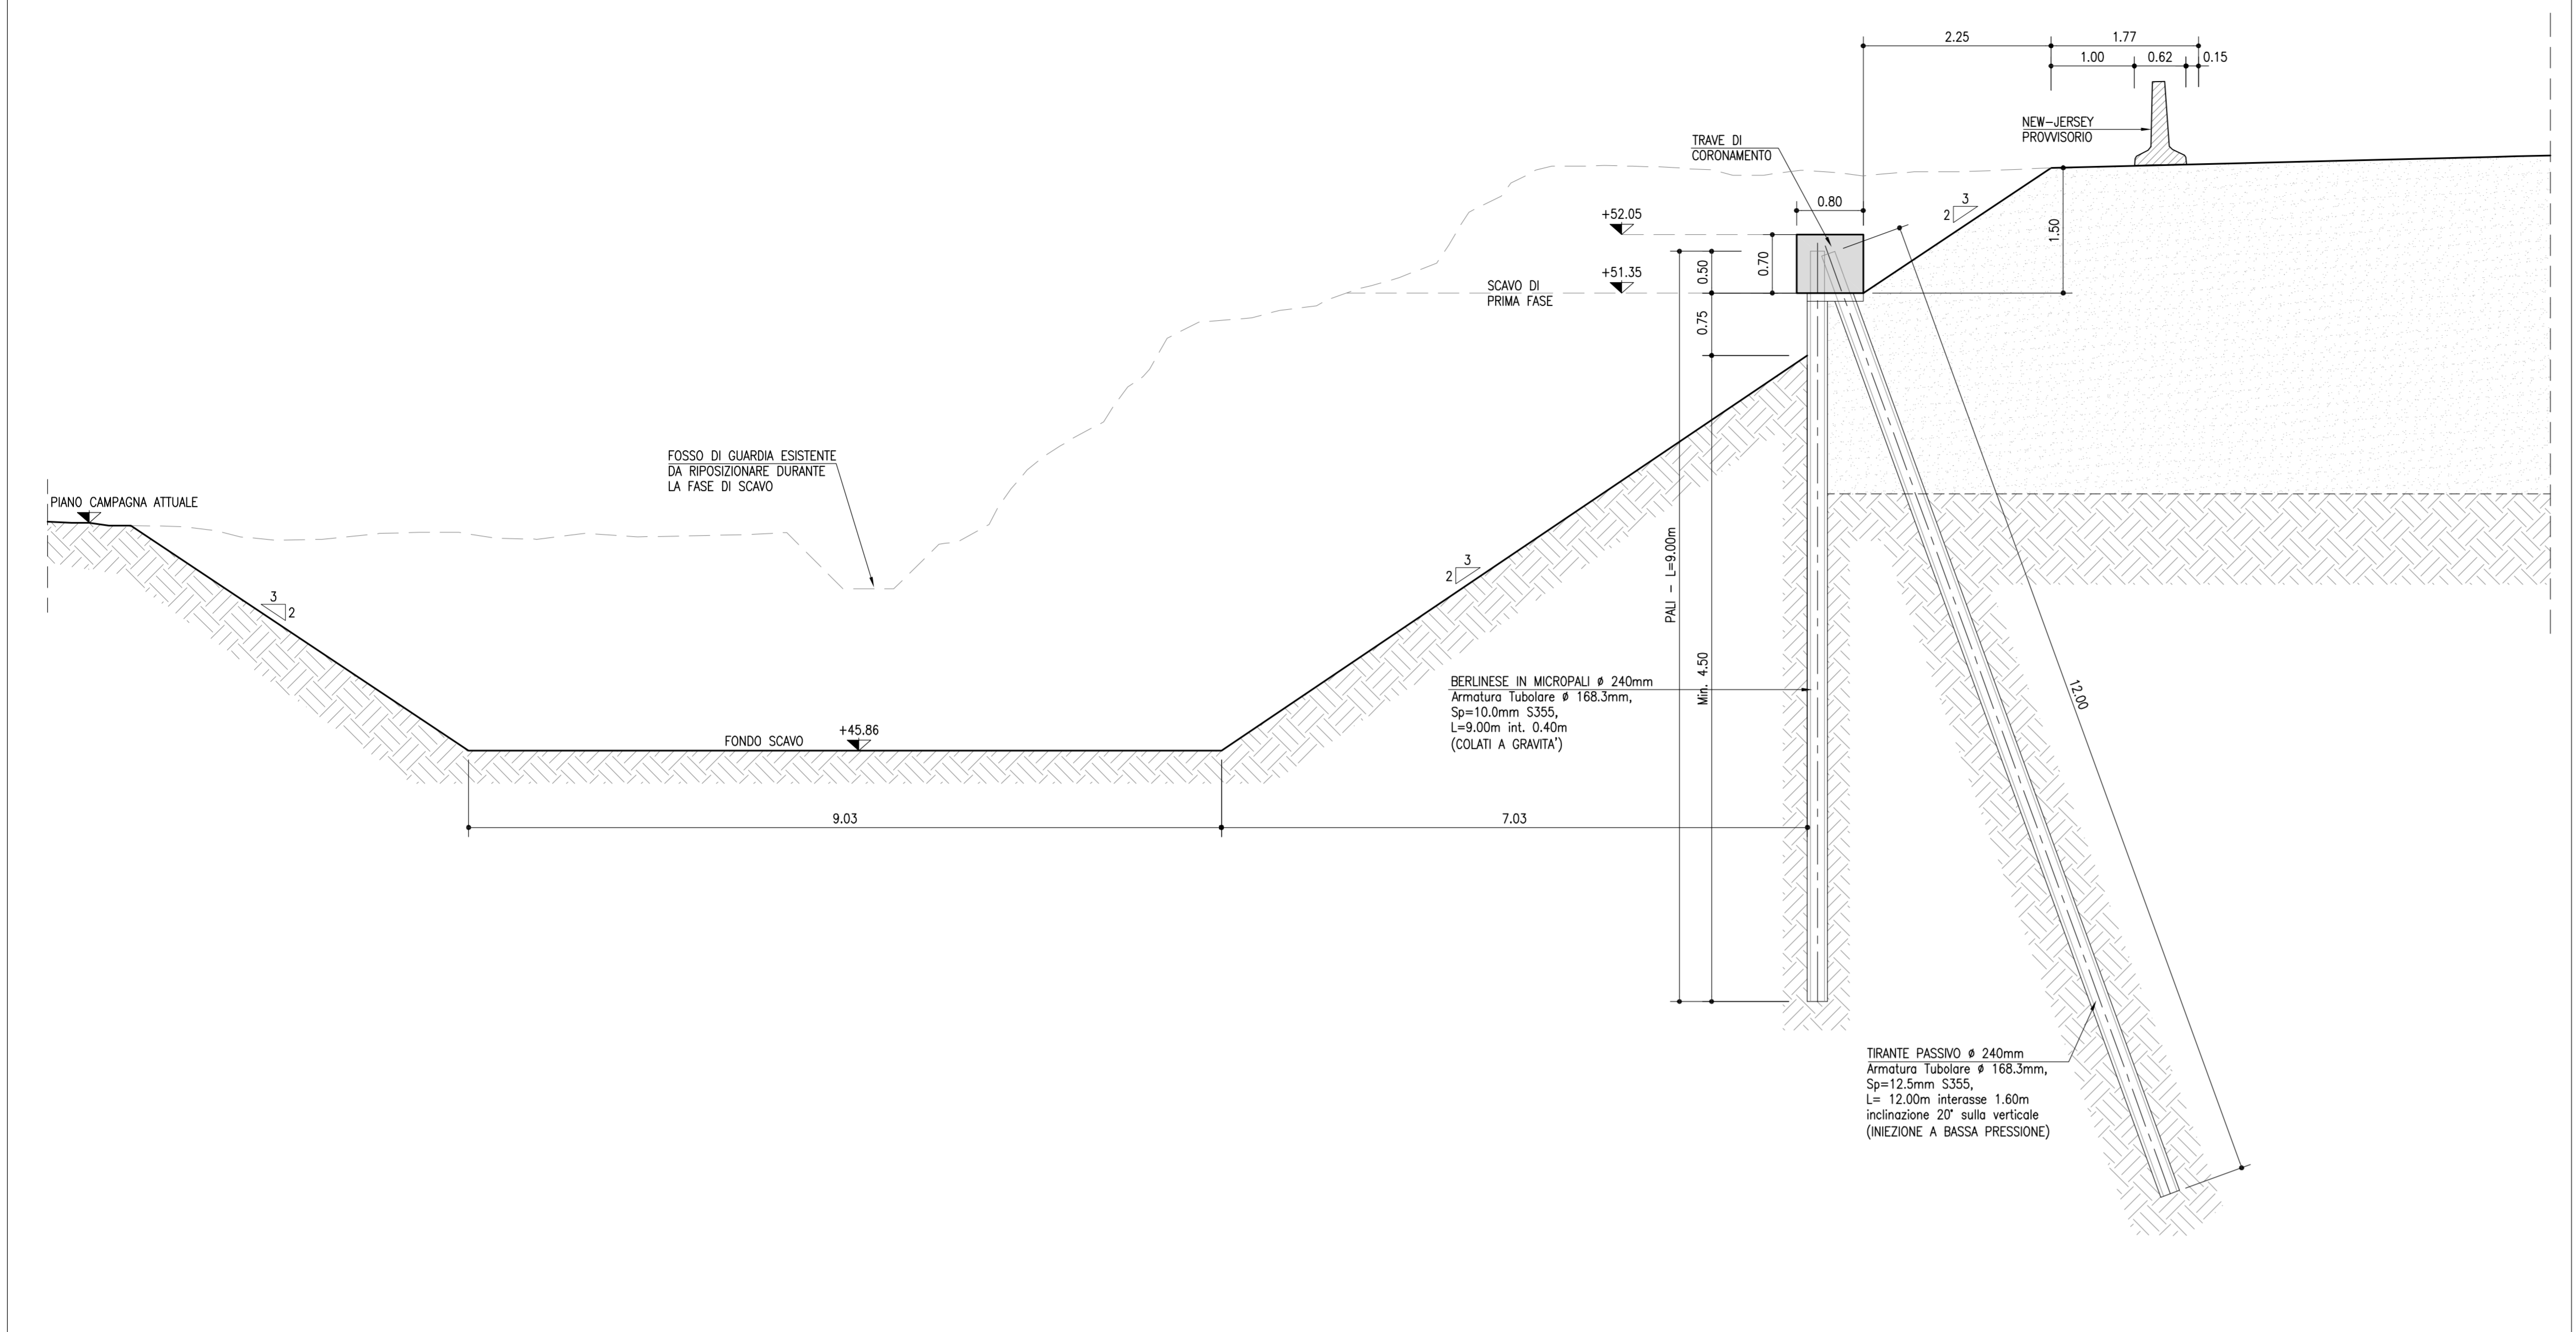 2.25
1.77
1.00
0.62
0.15
NEW-JERSEY
PROVVISORIO
TRAVE DI
CORONAMENTO
3
2
1.50
0.80
+52.05
0.70
0.50
+51.35
SCAVO DI
PRIMA FASE
0.75
FOSSO DI GUARDIA ESISTENTE
DA RIPOSIZIONARE DURANTE
LA FASE DI SCAVO
PIANO CAMPAGNA ATTUALE
3
2
3
2
PALI - L=9.00m
Min. 4.50
12.00
BERLINESE IN MICROPALI ø 240mm
Armatura Tubolare ø 168.3mm,
Sp=10.0mm S355,
L=9.00m int. 0.40m
(COLATI A GRAVITA')
FONDO SCAVO
+45.86
9.03
7.03
TIRANTE PASSIVO ø 240mm
Armatura Tubolare ø 168.3mm,
Sp=12.5mm S355,
L= 12.00m interasse 1.60m
inclinazione 20° sulla verticale
(INIEZIONE A BASSA PRESSIONE)